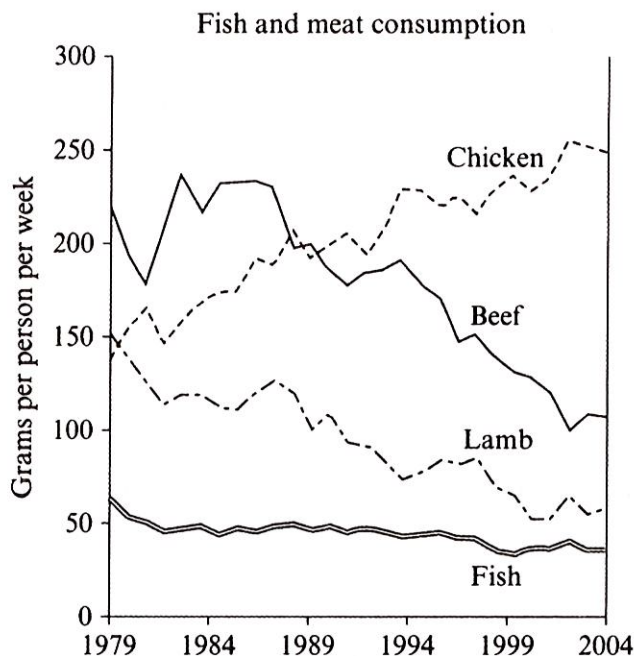 Fish and meat consumption
Grams per person per week
300
250
200
150
100
50
0
Chicken
Beef
Lamb
Fish
1979 1984 1989 1994 1999 2004